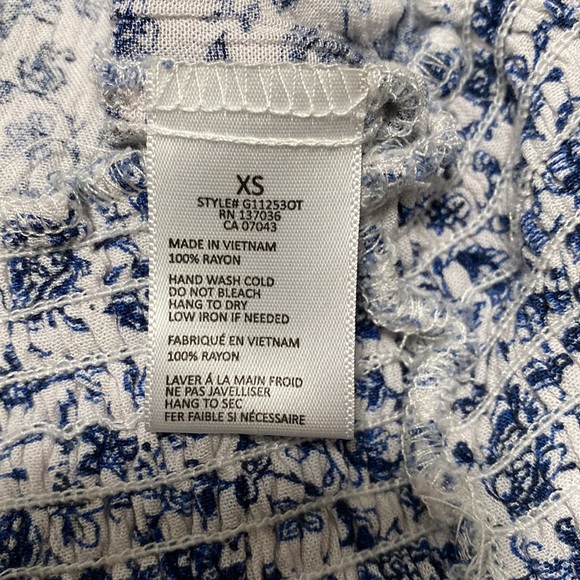 XS
STYLE# G11253OT
RN 137036
CA 07043
MADE IN VIETNAM
100% RAYON
HAND WASH COLD
DO NOT BLEACH
HANG TO DRY
LOW IRON IF NEEDED
FABRIQUÉ EN VIETNAM
100% RAYON
LAVER Á LA MAIN FROID
NE PAS JAVELLISER
HANG TO SEC
FER FAIBLE SI NÉCESSAIRE